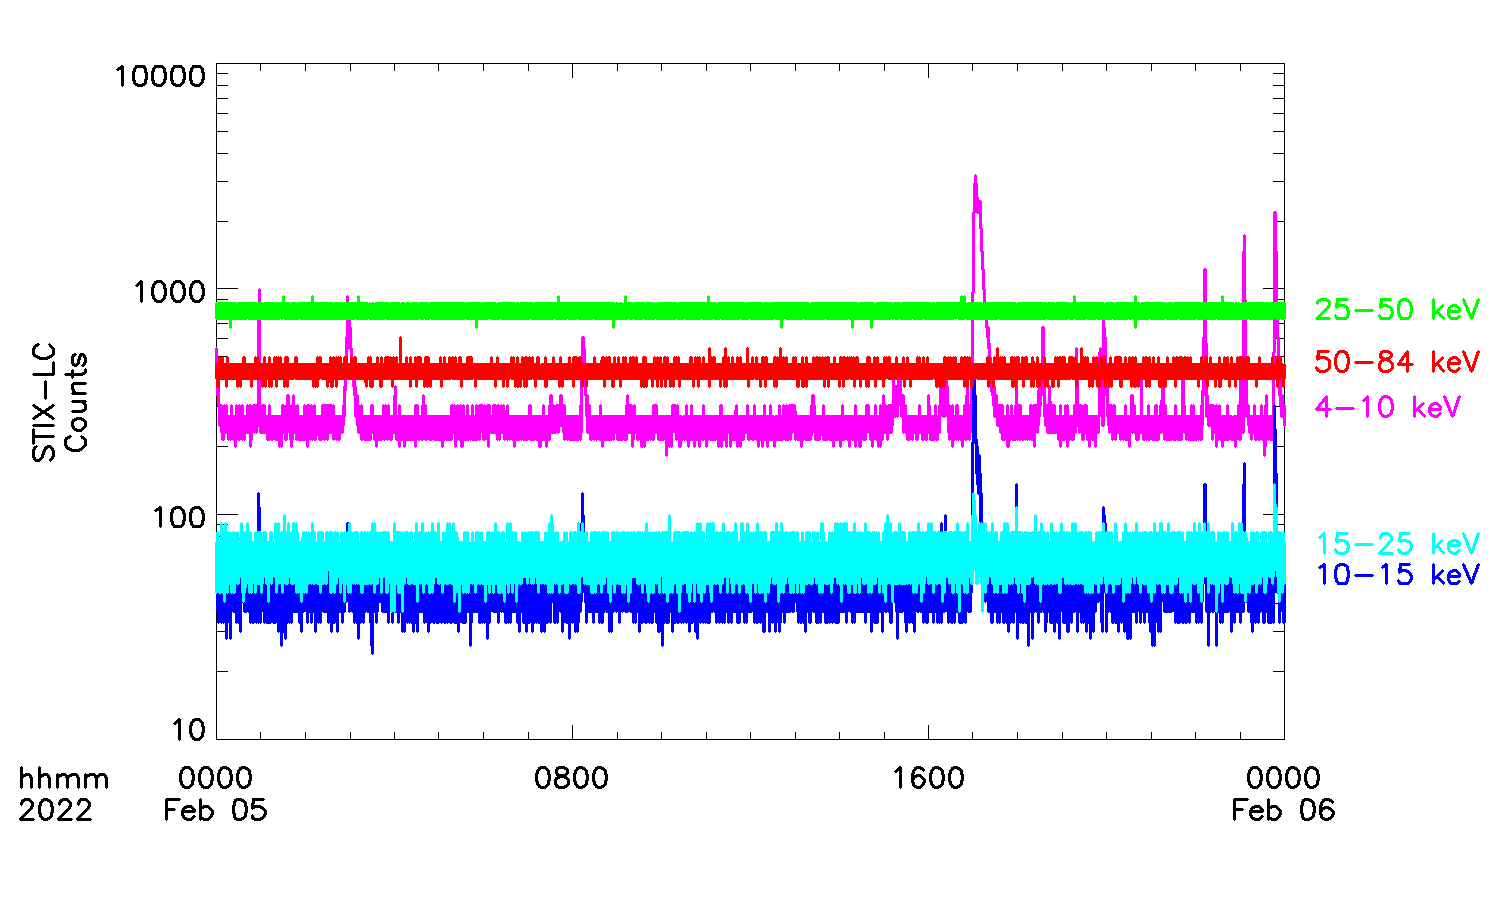 10000
1000
100
10
STIX-LC
Counts
25-50 keV
50-84 keV
4-10 keV
15-25 keV
10-15 keV
hhmm 0000 0800 1600 0000
2022 Feb 05 Feb 06